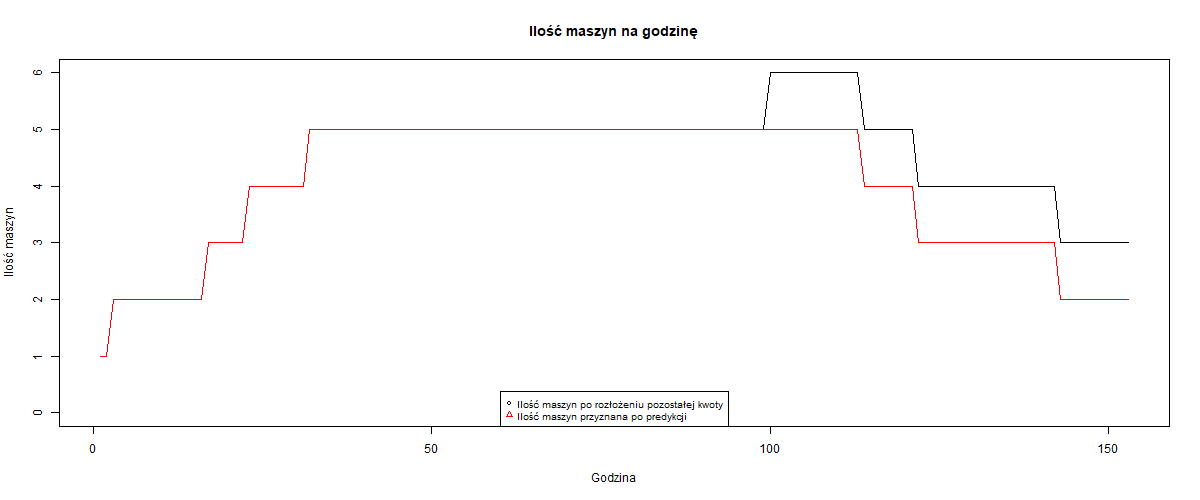 Ilość maszyn na godzinę
Ilość maszyn
6
5
4
3
2
1
0
Ilość maszyn po rozłożeniu pozostałej kwoty
Ilość maszyn przyznana po predykcji
0 50 100 150
Godzina